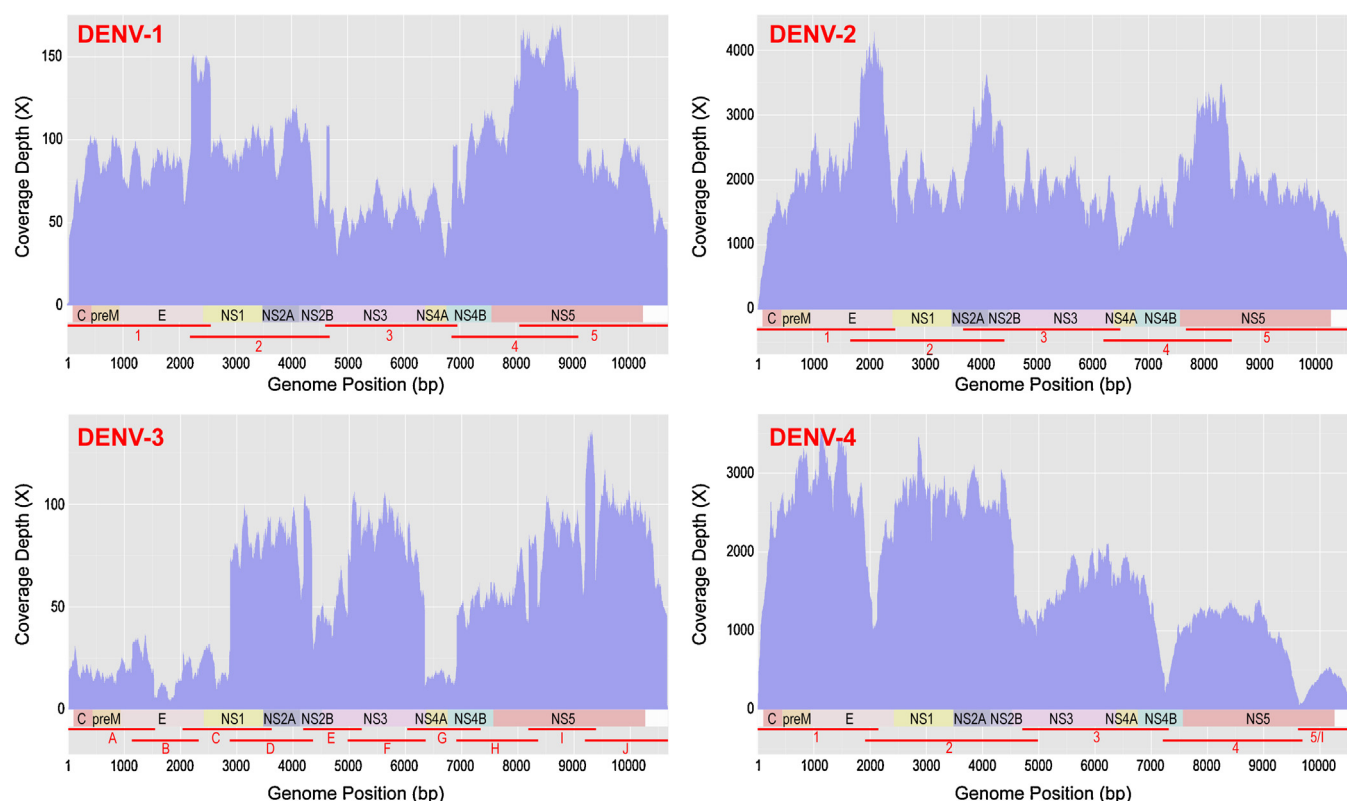 DENV-1
Coverage Depth (X)
150
100
50
0
C preM E NS1 NS2A NS2B NS3 NS4A NS4B NS5
1 2 3 4 5
1 1000 2000 3000 4000 5000 6000 7000 8000 9000 10000
Genome Position (bp)
DENV-2
Coverage Depth (X)
4000
3000
2000
1000
0
C preM E NS1 NS2A NS2B NS3 NS4A NS4B NS5
1 2 3 4 5
1 1000 2000 3000 4000 5000 6000 7000 8000 9000 10000
Genome Position (bp)
DENV-3
Coverage Depth (X)
100
50
0
C preM E NS1 NS2A NS2B NS3 NS4A NS4B NS5
A B C D E F G H I J
1 1000 2000 3000 4000 5000 6000 7000 8000 9000 10000
Genome Position (bp)
DENV-4
Coverage Depth (X)
3000
2000
1000
0
C preM E NS1 NS2A NS2B NS3 NS4A NS4B NS5
1 2 3 4 5/I
1 1000 2000 3000 4000 5000 6000 7000 8000 9000 10000
Genome Position (bp)